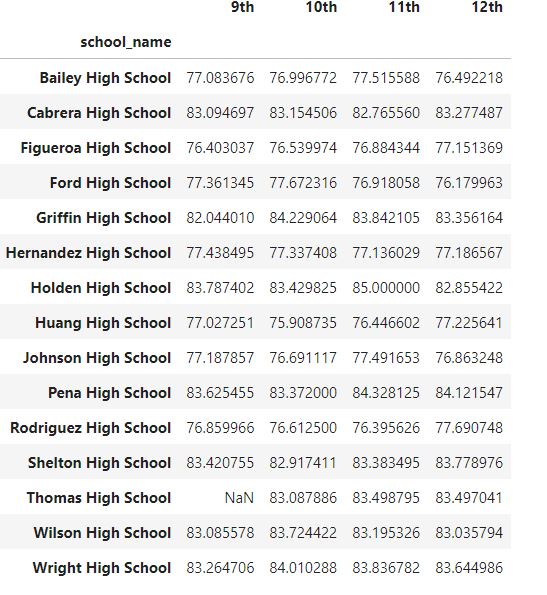 9th 10th 11th 12th
school_name
Bailey High School 77.083676 76.996772 77.515588 76.492218
Cabrera High School 83.094697 83.154506 82.765560 83.277487
Figueroa High School 76.403037 76.539974 76.884344 77.151369
Ford High School 77.361345 77.672316 76.918058 76.179963
Griffin High School 82.044010 84.229064 83.842105 83.356164
Hernandez High School 77.438495 77.337408 77.136029 77.186567
Holden High School 83.787402 83.429825 85.000000 82.855422
Huang High School 77.027251 75.908735 76.446602 77.225641
Johnson High School 77.187857 76.691117 77.491653 76.863248
Pena High School 83.625455 83.372000 84.328125 84.121547
Rodriguez High School 76.859966 76.612500 76.395626 77.690748
Shelton High School 83.420755 82.917411 83.383495 83.778976
Thomas High School NaN 83.087886 83.498795 83.497041
Wilson High School 83.085578 83.724422 83.195326 83.035794
Wright High School 83.264706 84.010288 83.836782 83.644986